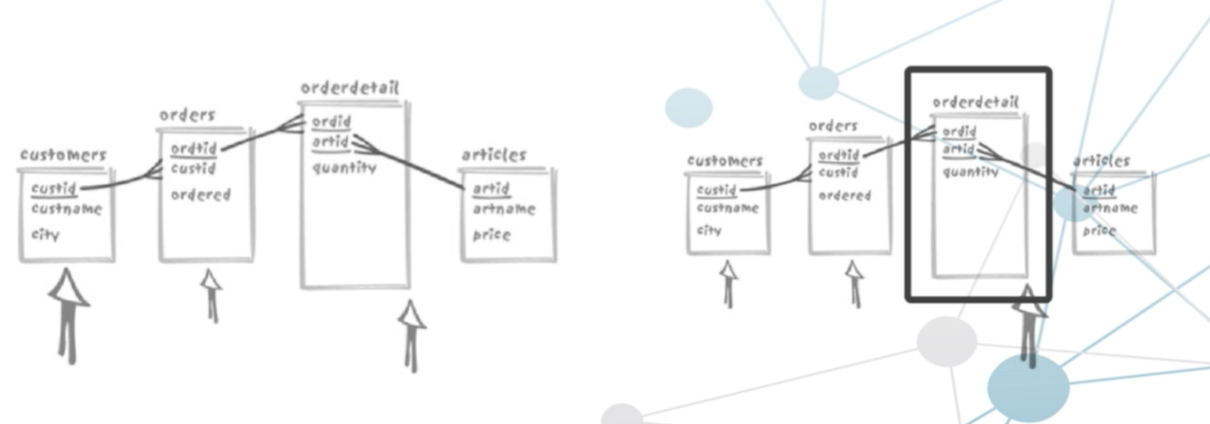 customers
custid
custname
city
orders
ordtid
custid
ordered
orderdetail
ordid
artid
quantity
articles
artid
artname
price
customers
custid
custname
city
orders
ordtid
custid
ordered
orderdetail
ordid
artid
quantity
articles
artid
artname
price